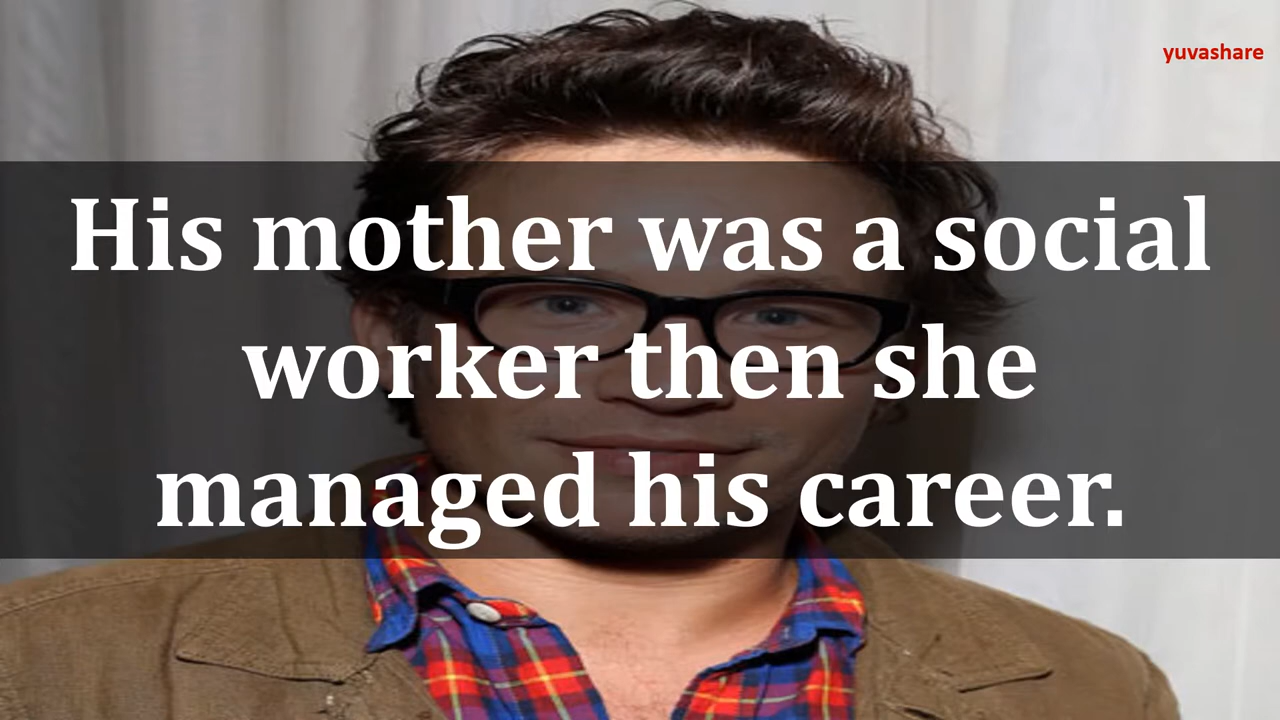 yuvashare
His mother was a social
worker then she
managed his career.